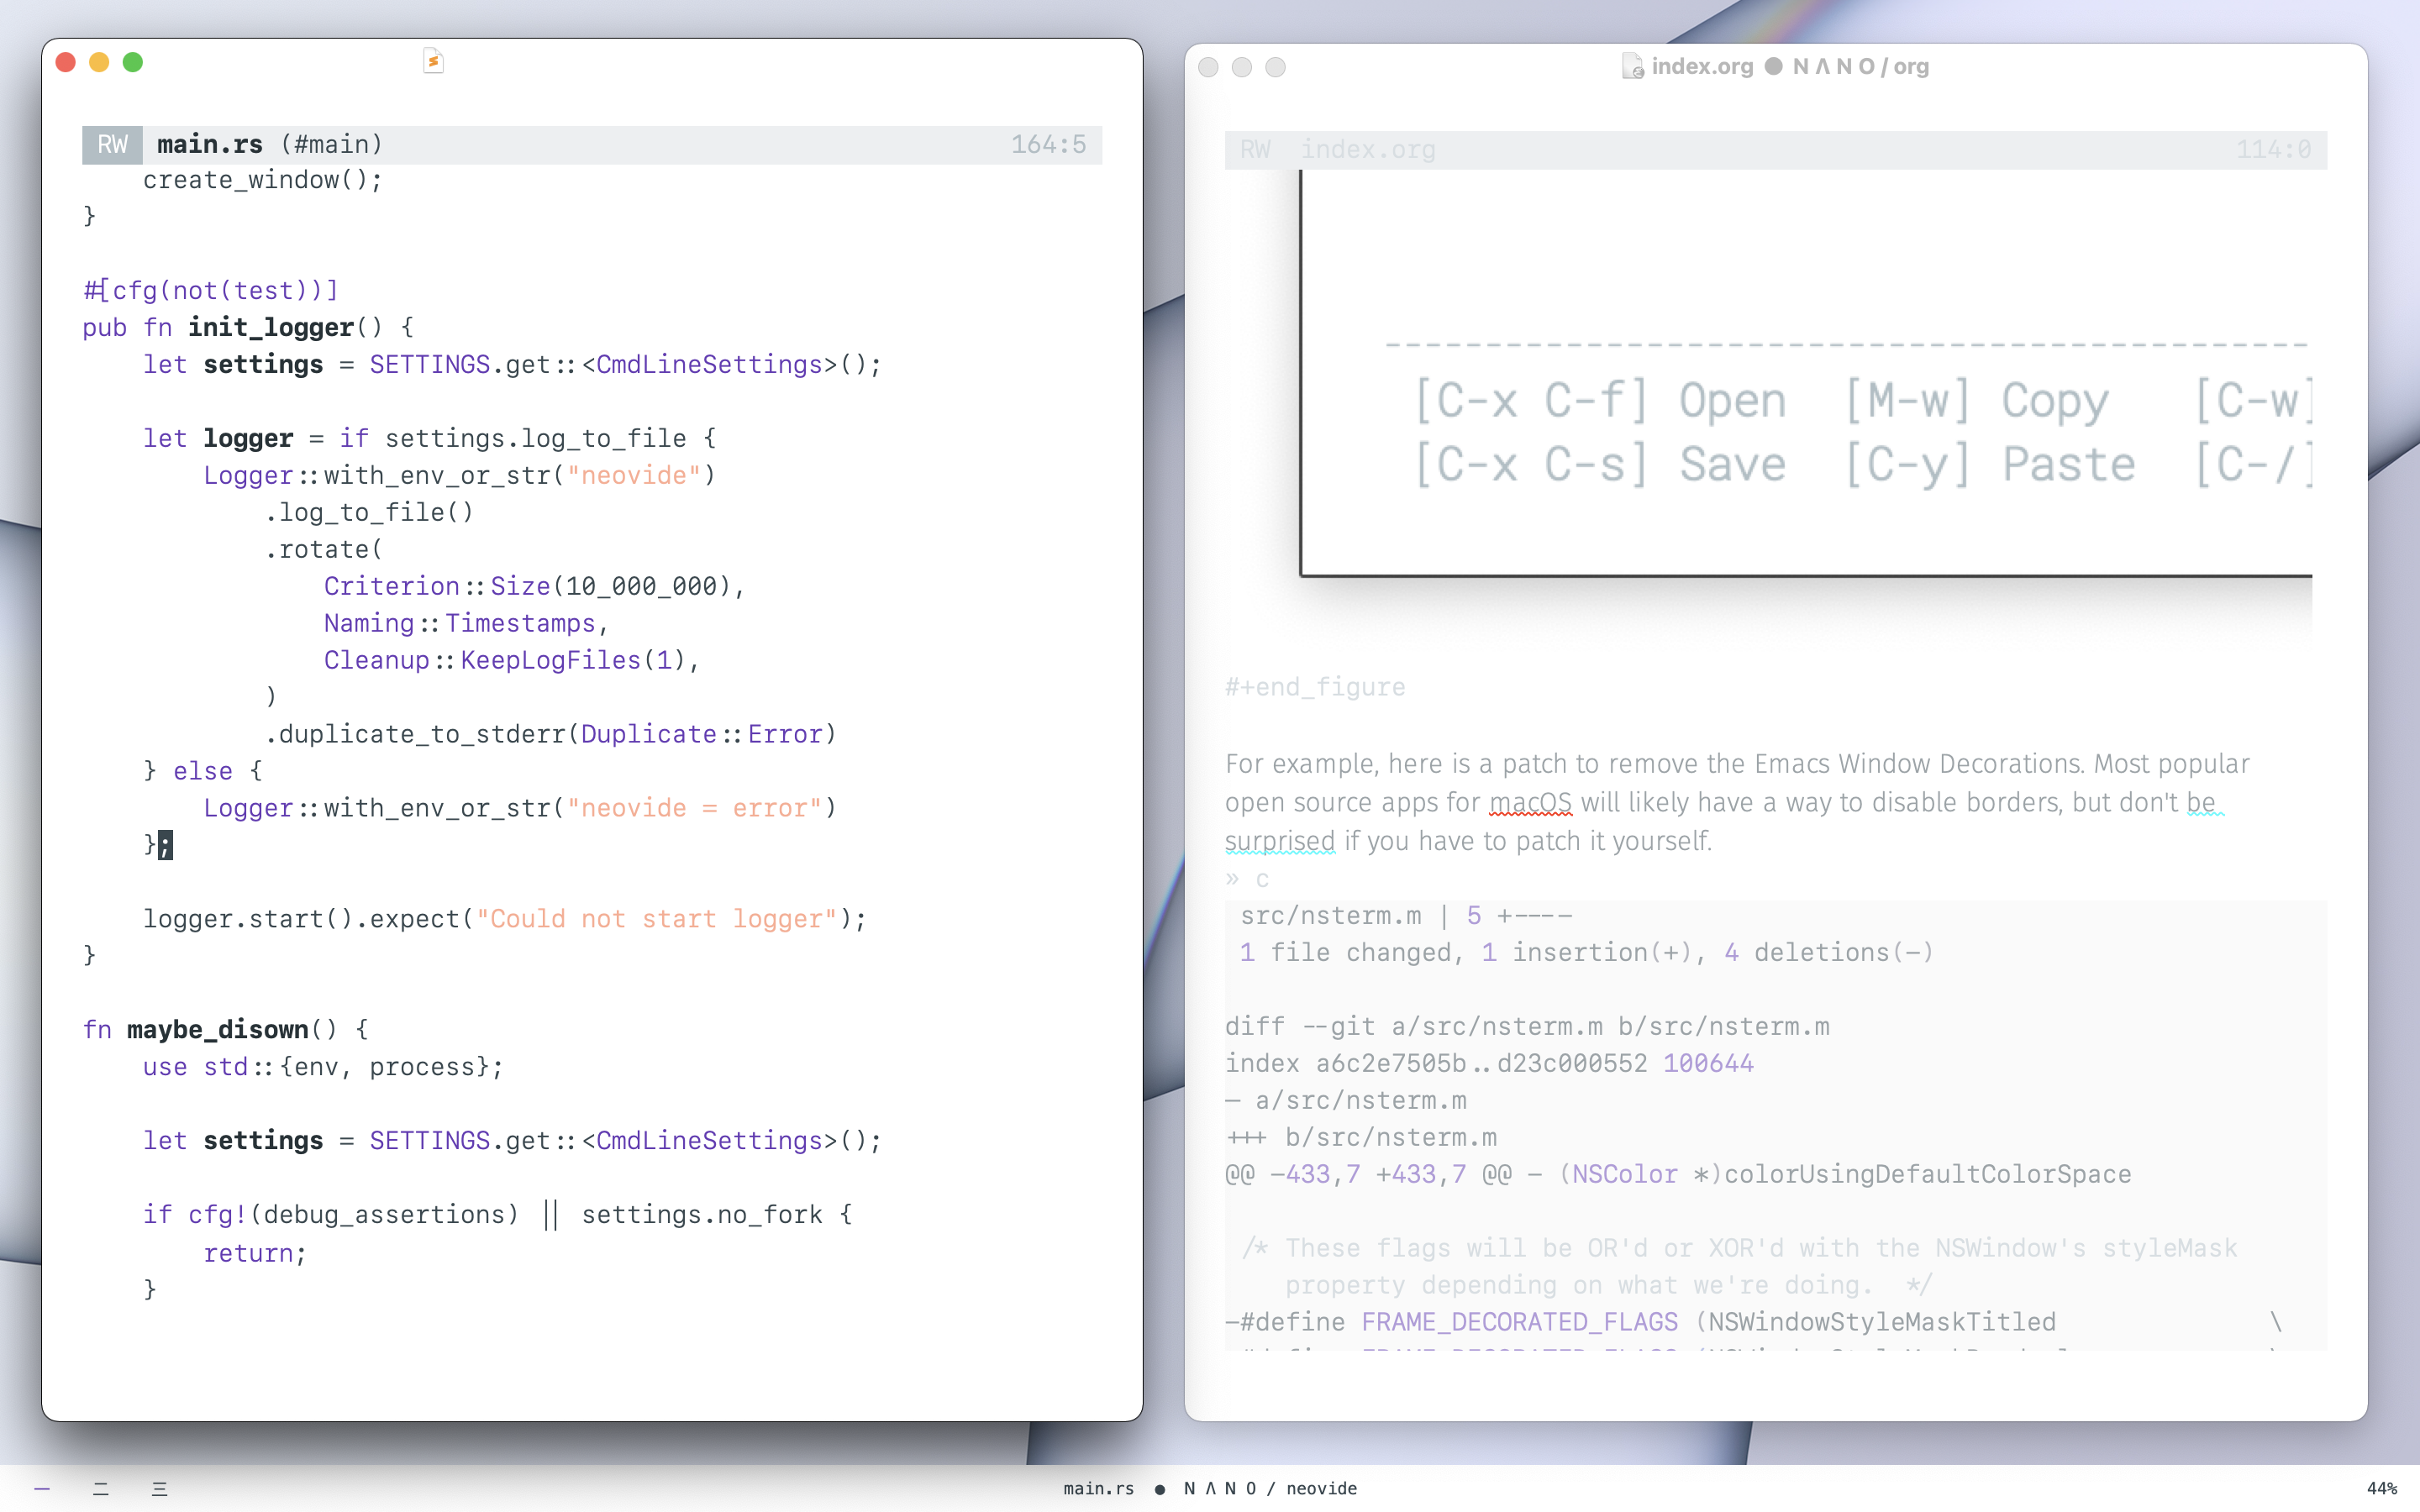 RW main.rs (#main) 164:5
    create_window();
}

#[cfg(not(test))]
pub fn init_logger() {
    let settings = SETTINGS.get::<CmdLineSettings>();

    let logger = if settings.log_to_file {
        Logger::with_env_or_str("neovide")
            .log_to_file()
            .rotate(
                Criterion::Size(10_000_000),
                Naming::Timestamps,
                Cleanup::KeepLogFiles(1),
            )
            .duplicate_to_stderr(Duplicate::Error)
    } else {
        Logger::with_env_or_str("neovide = error")
    };

    logger.start().expect("Could not start logger");
}

fn maybe_disown() {
    use std::{env, process};

    let settings = SETTINGS.get::<CmdLineSettings>();

    if cfg!(debug_assertions) || settings.no_fork {
        return;
    }
index.org ● N Λ N O / org
RW index.org 114:0
--------------------------------------------
[C-x C-f] Open [M-w] Copy [C-w]
[C-x C-s] Save [C-y] Paste [C-/]
#+end_figure

For example, here is a patch to remove the Emacs Window Decorations. Most popular
open source apps for macOS will likely have a way to disable borders, but don't be
surprised if you have to patch it yourself.
» c
 src/nsterm.m | 5 +----
 1 file changed, 1 insertion(+), 4 deletions(-)

diff --git a/src/nsterm.m b/src/nsterm.m
index a6c2e7505b..d23c000552 100644
— a/src/nsterm.m
+++ b/src/nsterm.m
@@ -433,7 +433,7 @@ - (NSColor *)colorUsingDefaultColorSpace

 /* These flags will be OR'd or XOR'd with the NSWindow's styleMask
    property depending on what we're doing.  */
-#define FRAME_DECORATED_FLAGS (NSWindowStyleMaskTitled \
一 二 三
main.rs ● N Λ N O / neovide
44%